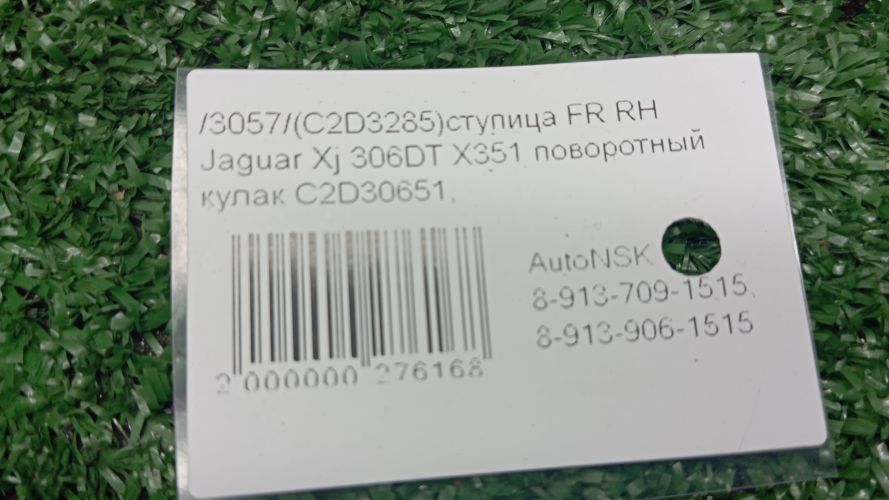 /3057/(C2D3285)ступица FR RH
Jaguar Xj 306DT X351 поворотный
кулак C2D30651,
AutoNSK
8-913-709-1515,
8-913-906-1515
2 000000 276168